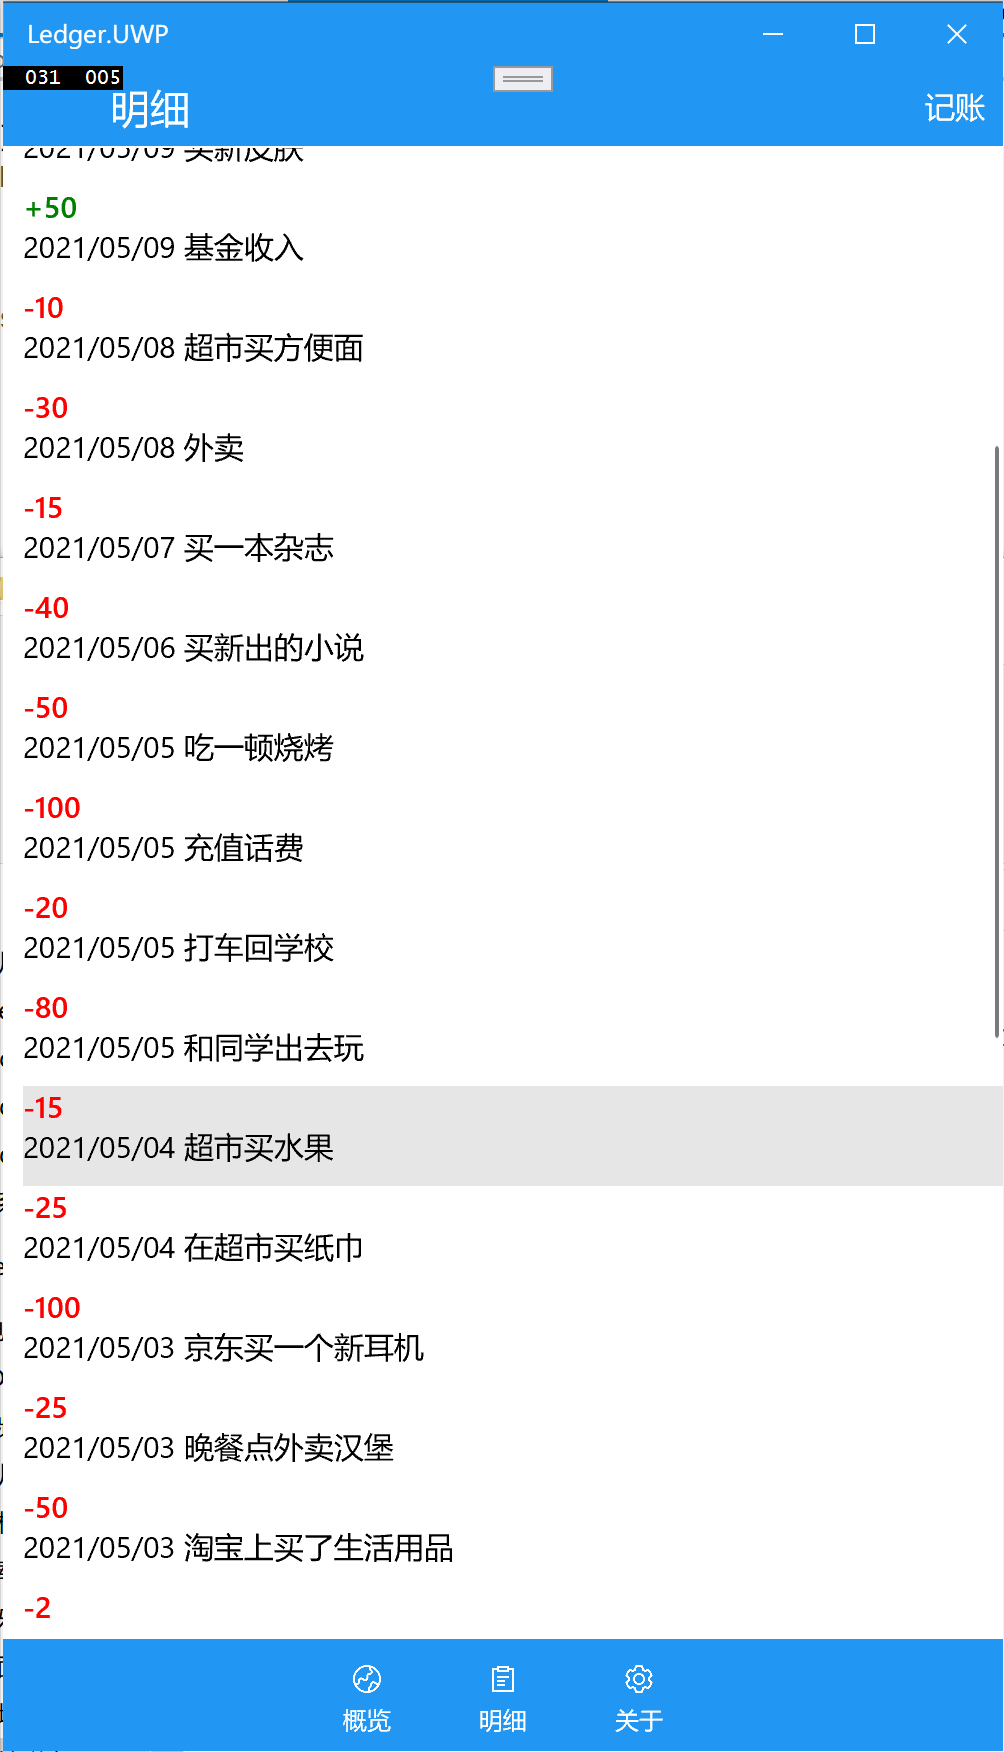 Ledger.UWP
031 005
明细
记账
2021/05/09 买新皮肤
+50
2021/05/09 基金收入
-10
2021/05/08 超市买方便面
-30
2021/05/08 外卖
-15
2021/05/07 买一本杂志
-40
2021/05/06 买新出的小说
-50
2021/05/05 吃一顿烧烤
-100
2021/05/05 充值话费
-20
2021/05/05 打车回学校
-80
2021/05/05 和同学出去玩
-15
2021/05/04 超市买水果
-25
2021/05/04 在超市买纸巾
-100
2021/05/03 京东买一个新耳机
-25
2021/05/03 晚餐点外卖汉堡
-50
2021/05/03 淘宝上买了生活用品
-2
概览
明细
关于